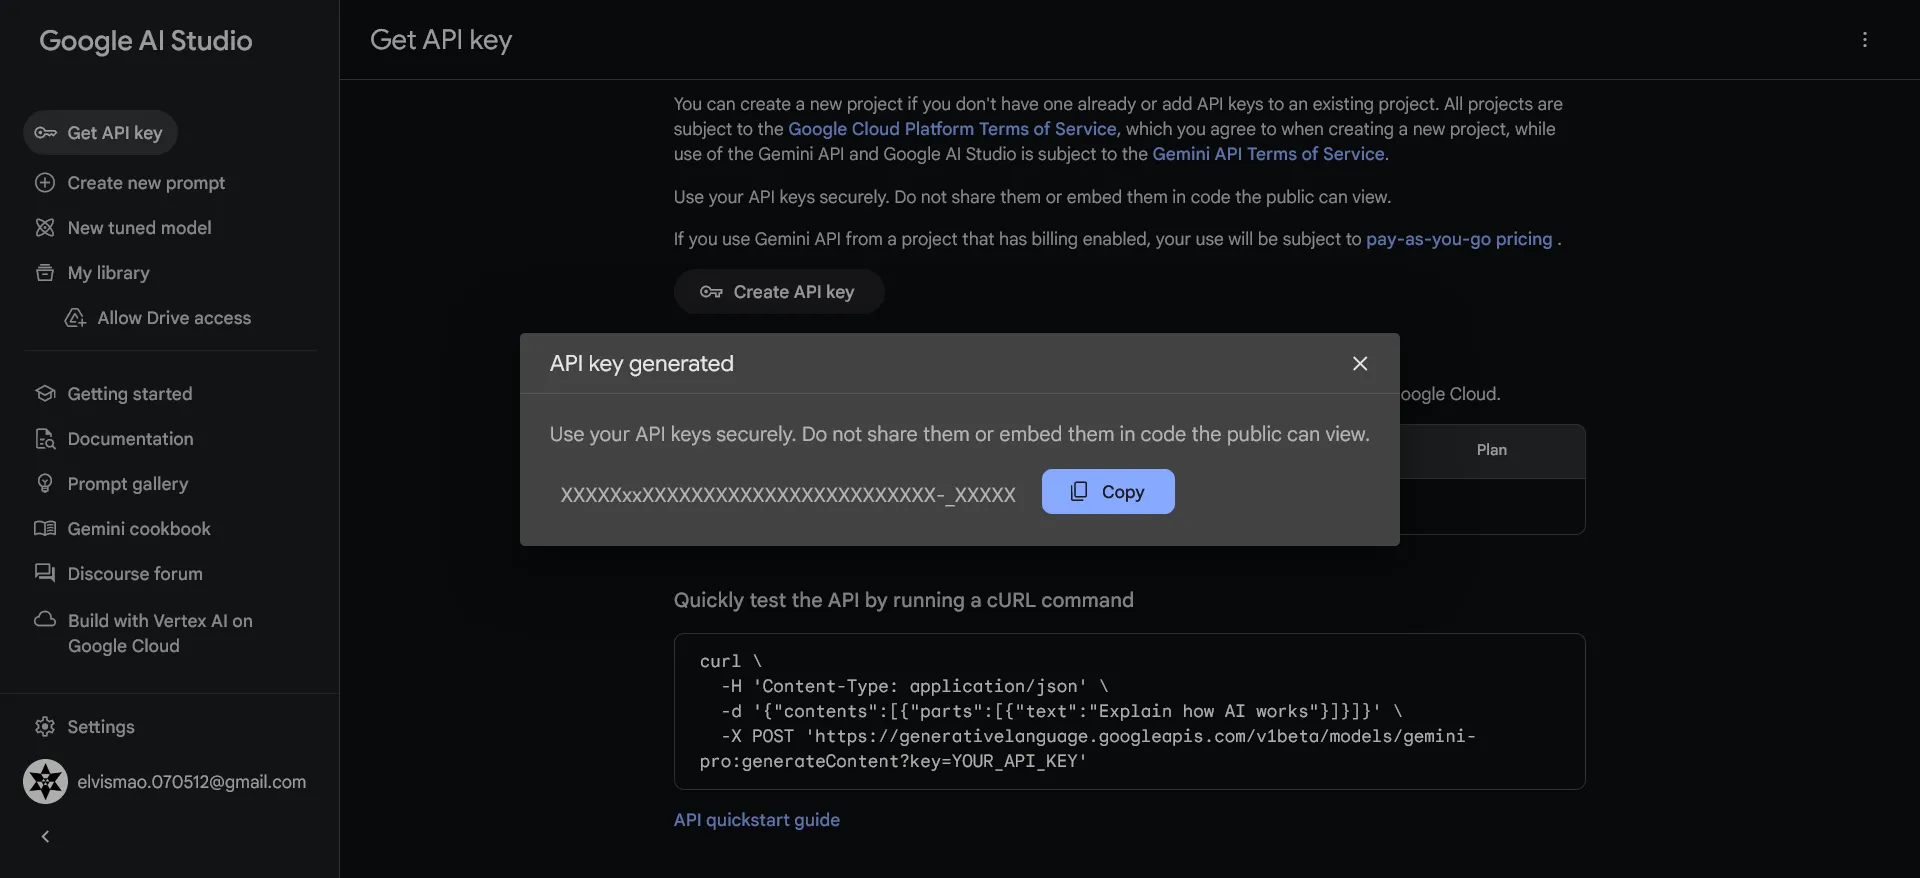 Google AI Studio
Get API key
Create new prompt
New tuned model
My library
Allow Drive access
Getting started
Documentation
Prompt gallery
Gemini cookbook
Discourse forum
Build with Vertex AI on
Google Cloud
Settings
elvismao.070512@gmail.com
Get API key
You can create a new project if you don't have one already or add API keys to an existing project. All projects are
subject to the Google Cloud Platform Terms of Service, which you agree to when creating a new project, while
use of the Gemini API and Google AI Studio is subject to the Gemini API Terms of Service.
Use your API keys securely. Do not share them or embed them in code the public can view.
If you use Gemini API from a project that has billing enabled, your use will be subject to pay-as-you-go pricing .
Create API key
API key generated
Use your API keys securely. Do not share them or embed them in code the public can view.
XXXXXxxXXXXXXXXXXXXXXXXXXXXXXXX-_XXXXX
Copy
oogle Cloud.
Plan
Quickly test the API by running a cURL command
curl \
-H 'Content-Type: application/json' \
-d '{"contents":[{"parts":[{"text":"Explain how AI works"}]}]}' \
-X POST 'https://generativelanguage.googleapis.com/v1beta/models/gemini-
pro:generateContent?key=YOUR_API_KEY'
API quickstart guide